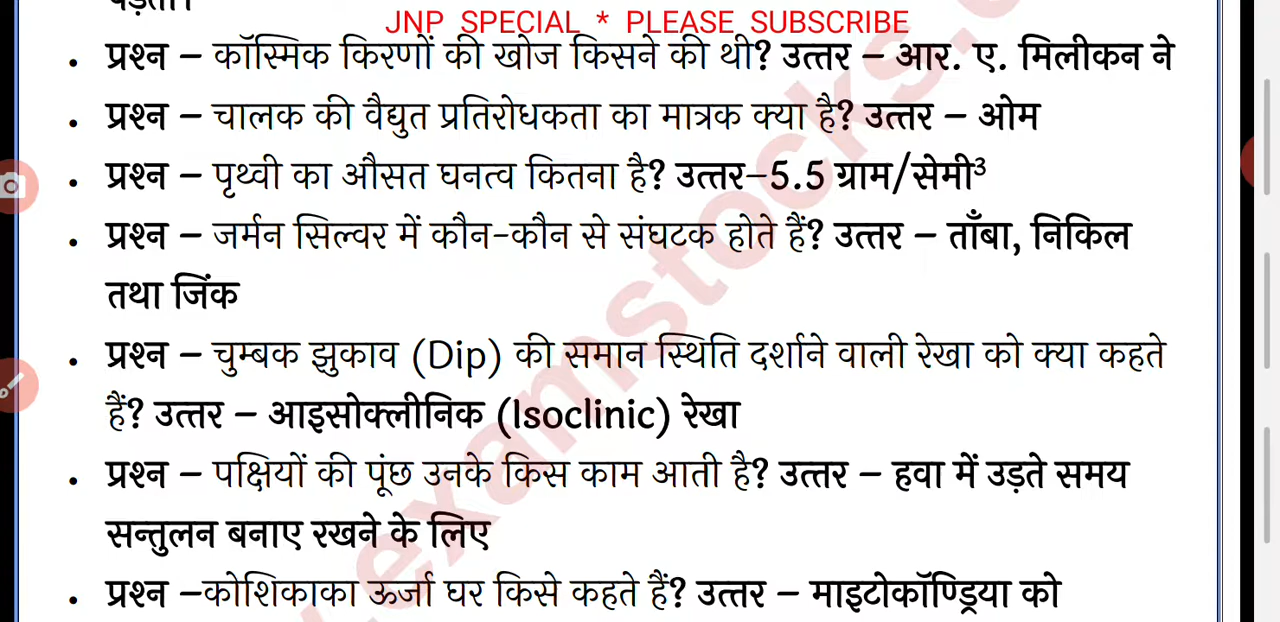 पड़ता।
JNP SPECIAL * PLEASE SUBSCRIBE
• प्रश्न – कॉस्मिक किरणों की खोज किसने की थी? उत्तर – आर. ए. मिलीकन ने
• प्रश्न – चालक की वैद्युत प्रतिरोधकता का मात्रक क्या है? उत्तर – ओम
• प्रश्न – पृथ्वी का औसत घनत्व कितना है? उत्तर–5.5 ग्राम/सेमी³
• प्रश्न – जर्मन सिल्वर में कौन-कौन से संघटक होते हैं? उत्तर – ताँबा, निकिल
तथा जिंक
• प्रश्न – चुम्बक झुकाव (Dip) की समान स्थिति दर्शाने वाली रेखा को क्या कहते
हैं? उत्तर – आइसोक्लीनिक (Isoclinic) रेखा
• प्रश्न – पक्षियों की पूंछ उनके किस काम आती है? उत्तर – हवा में उड़ते समय
सन्तुलन बनाए रखने के लिए
• प्रश्न –कोशिकाका ऊर्जा घर किसे कहते हैं? उत्तर – माइटोकॉण्ड्रिया को
.examstocks.